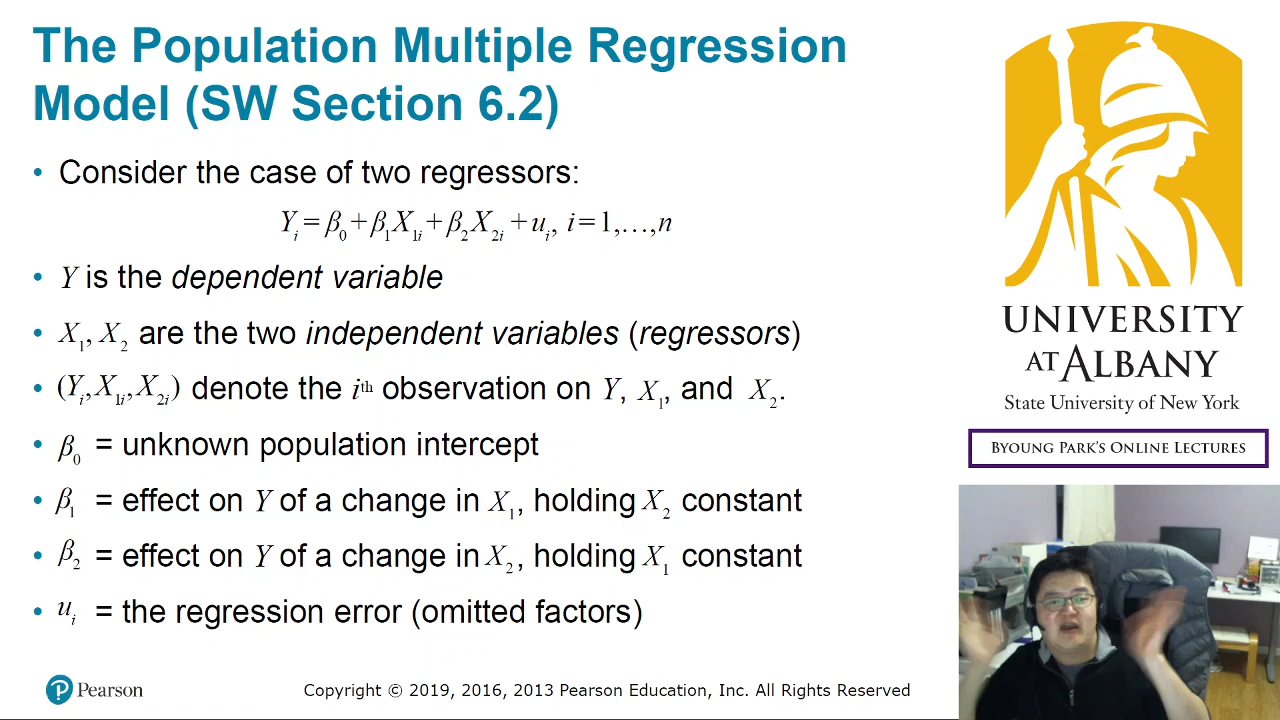 The Population Multiple Regression
Model (SW Section 6.2)
• Consider the case of two regressors:
Yᵢ = β₀ + β₁X₁ᵢ + β₂X₂ᵢ + uᵢ, i = 1,…,n
• Y is the dependent variable
• X₁, X₂ are the two independent variables (regressors)
• (Yᵢ, X₁ᵢ, X₂ᵢ) denote the iᵗʰ observation on Y, X₁, and X₂.
• β₀ = unknown population intercept
• β₁ = effect on Y of a change in X₁, holding X₂ constant
• β₂ = effect on Y of a change in X₂, holding X₁ constant
• uᵢ = the regression error (omitted factors)
Pearson
Copyright © 2019, 2016, 2013 Pearson Education, Inc. All Rights Reserved
UNIVERSITY
AT ALBANY
State University of New York
BYOUNG PARK'S ONLINE LECTURES